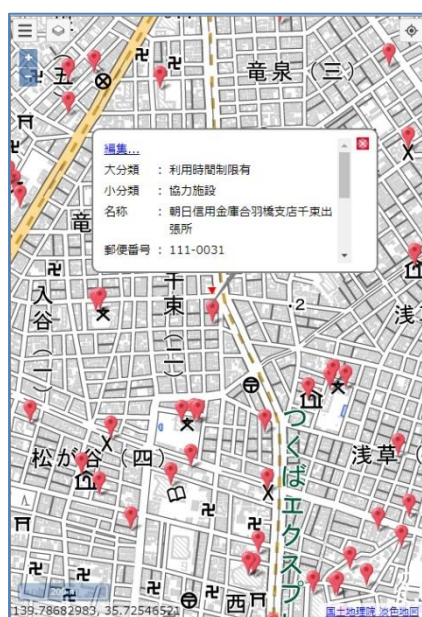 竜泉(三)
(五)
編集...
大分類 : 利用時間制限有
小分類 : 協力施設
名称 : 朝日信用金庫合羽橋支店千束出
張所
郵便番号 : 111-0031
竜
千束(二)
入谷(一)
・2
浅
松が谷(四)
つくばエクスプ
浅草(
西
139.78682983, 35.72546521
国土地理院 淡色地図